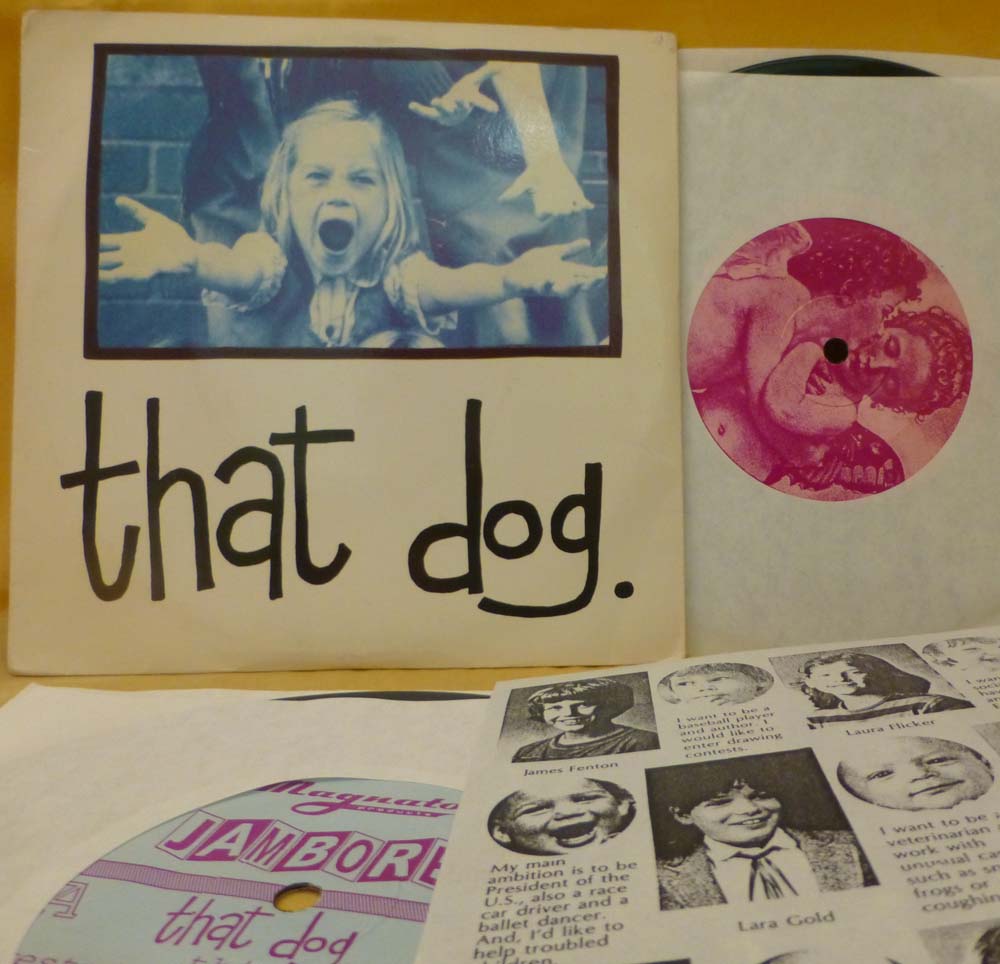 that dog.
James Fenton
I want to be a
baseball player
and author. I
would like to
enter drawing
contests.
Laura Flicker
My main
ambition is to be
President of the
U.S., also a race
car driver and a
ballet dancer.
And, I'd like to
help troubled
Lara Gold
I want to be
veterinarian
work with
unusual
such as
frogs or
coughin
Magnato
JAMBORE
that dog